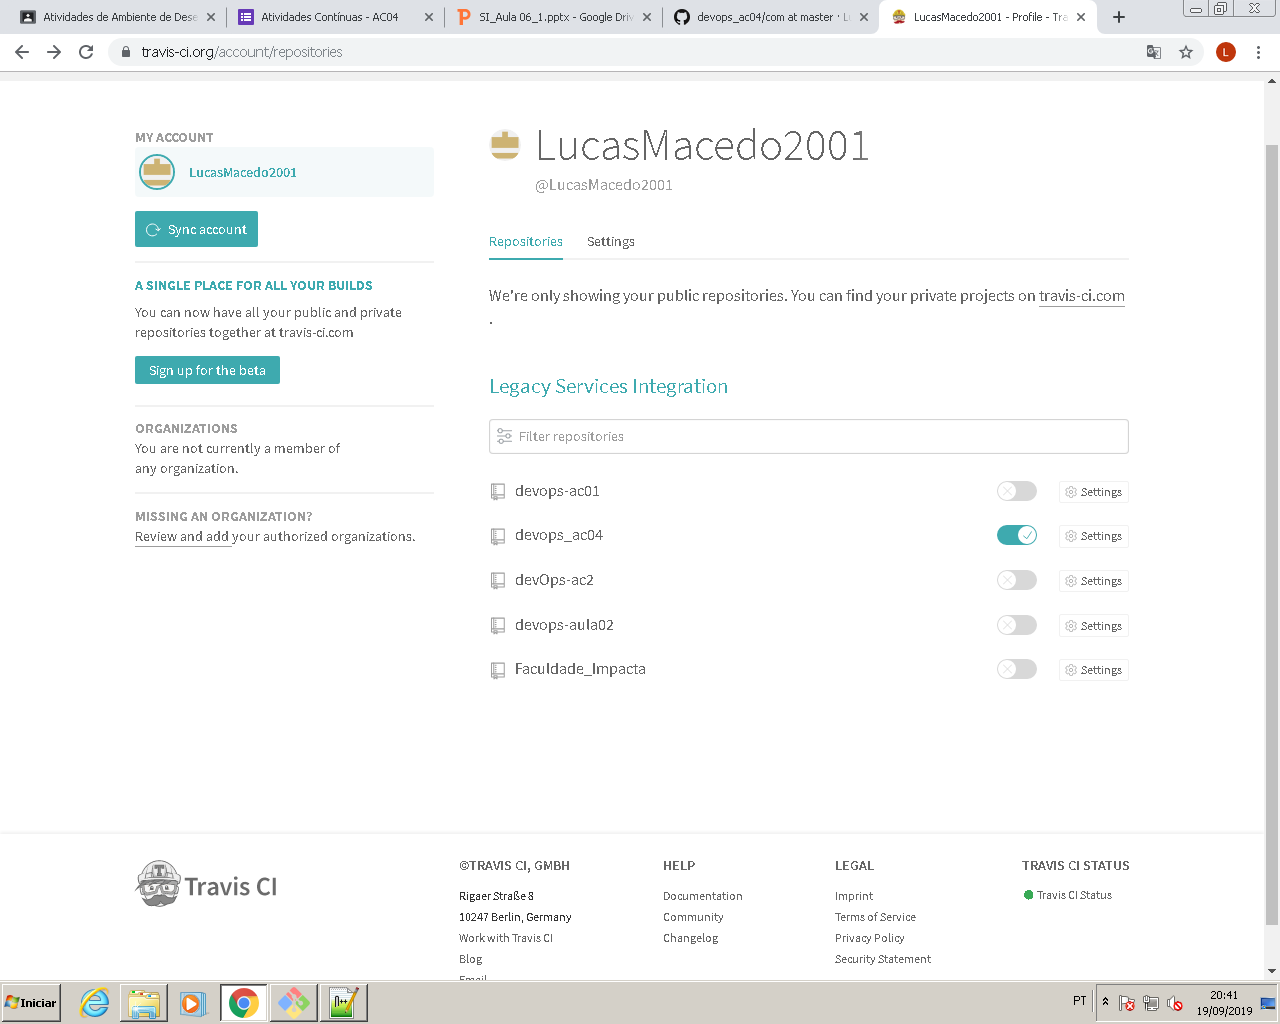 Atividades de Ambiente de Dese
Atividades Contínuas - AC04
SI_Aula 06_1.pptx - Google Driv
devops_ac04/com at master · L
LucasMacedo2001 - Profile - Tra
travis-ci.org/account/repositories
L
MY ACCOUNT
LucasMacedo2001
Sync account
A SINGLE PLACE FOR ALL YOUR BUILDS
You can now have all your public and private
repositories together at travis-ci.com
Sign up for the beta
ORGANIZATIONS
You are not currently a member of
any organization.
MISSING AN ORGANIZATION?
Review and add your authorized organizations.
LucasMacedo2001
@LucasMacedo2001
Repositories
Settings
We're only showing your public repositories. You can find your private projects on travis-ci.com
.
Legacy Services Integration
Filter repositories
devops-ac01
Settings
devops_ac04
Settings
devOps-ac2
Settings
devops-aula02
Settings
Faculdade_Impacta
Settings
Travis CI
©TRAVIS CI, GMBH
Rigaer Straße 8
10247 Berlin, Germany
Work with Travis CI
Blog
Email
HELP
Documentation
Community
Changelog
LEGAL
Imprint
Terms of Service
Privacy Policy
Security Statement
TRAVIS CI STATUS
Travis CI Status
Iniciar
PT
20:41
19/09/2019